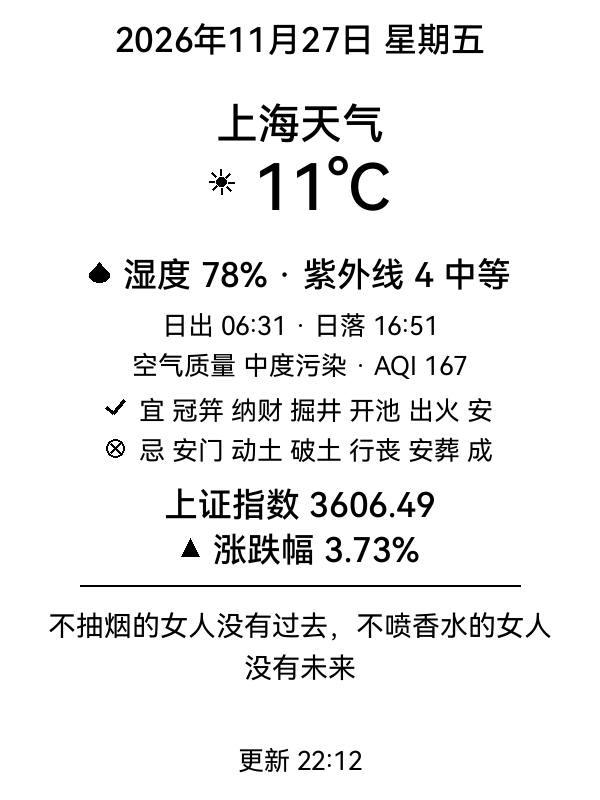 2026年11月27日 星期五
上海天气
11°C
湿度 78% · 紫外线 4 中等
日出 06:31 · 日落 16:51
空气质量 中度污染 · AQI 167
宜 冠笄 纳财 掘井 开池 出火 安
忌 安门 动土 破土 行丧 安葬 成
上证指数 3606.49
▲ 涨跌幅 3.73%
不抽烟的女人没有过去，不喷香水的女人
没有未来
更新 22:12